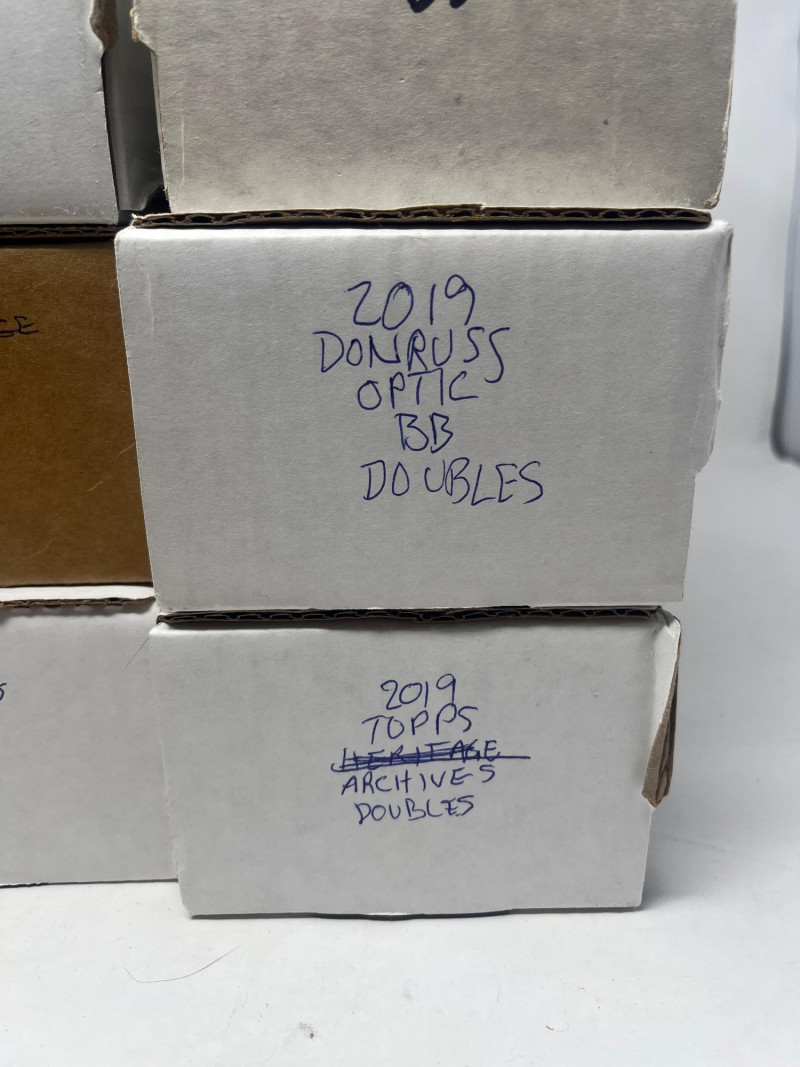 2019
DONRUSS
OPTIC
BB
DOUBLES
2019
TOPPS
HERITAGE
ARCHIVES
DOUBLES